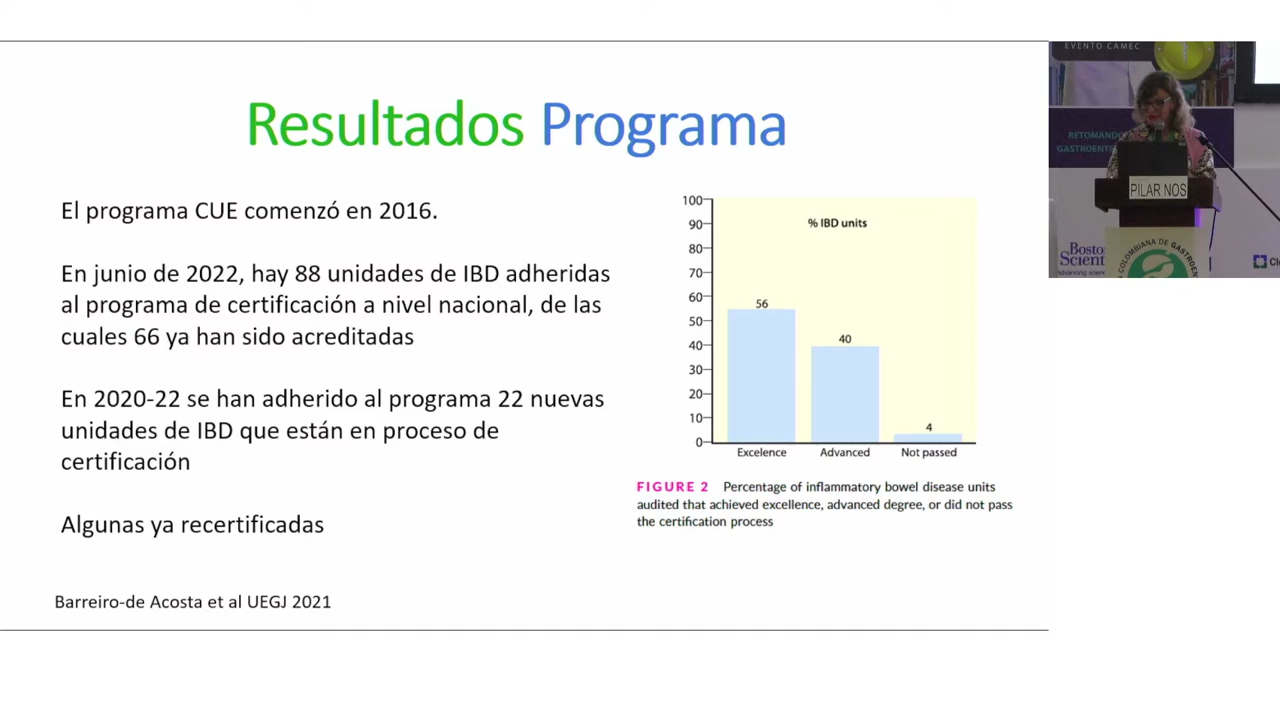 Resultados Programa
El programa CUE comenzó en 2016.
En junio de 2022, hay 88 unidades de IBD adheridas
al programa de certificación a nivel nacional, de las
cuales 66 ya han sido acreditadas
En 2020-22 se han adherido al programa 22 nuevas
unidades de IBD que están en proceso de
certificación
Algunas ya recertificadas
Barreiro-de Acosta et al UEGJ 2021
% IBD units
100
90
80
70
60
50
40
30
20
10
0
56
40
4
Excelence
Advanced
Not passed
FIGURE 2 Percentage of inflammatory bowel disease units
audited that achieved excellence, advanced degree, or did not pass
the certification process
EVENTO CAMEC
RETOMANDO
GASTROENTE
PILAR NOS
Bosto
Scient
Advancing scien
COLOMBIANA DE GASTROEN
Cl